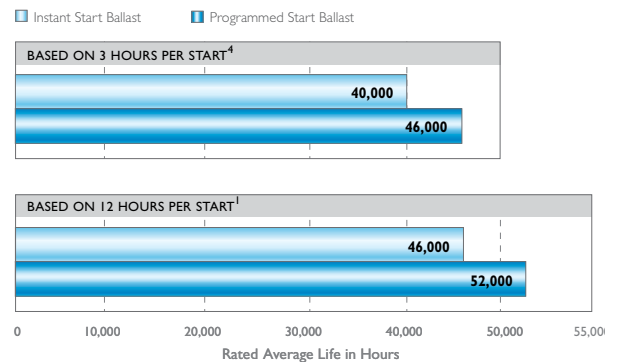 Instant Start Ballast Programmed Start Ballast
BASED ON 3 HOURS PER START4
40,000
46,000
BASED ON 12 HOURS PER START1
46,000
52,000
0 10,000 20,000 30,000 40,000 50,000 55,00
Rated Average Life in Hours